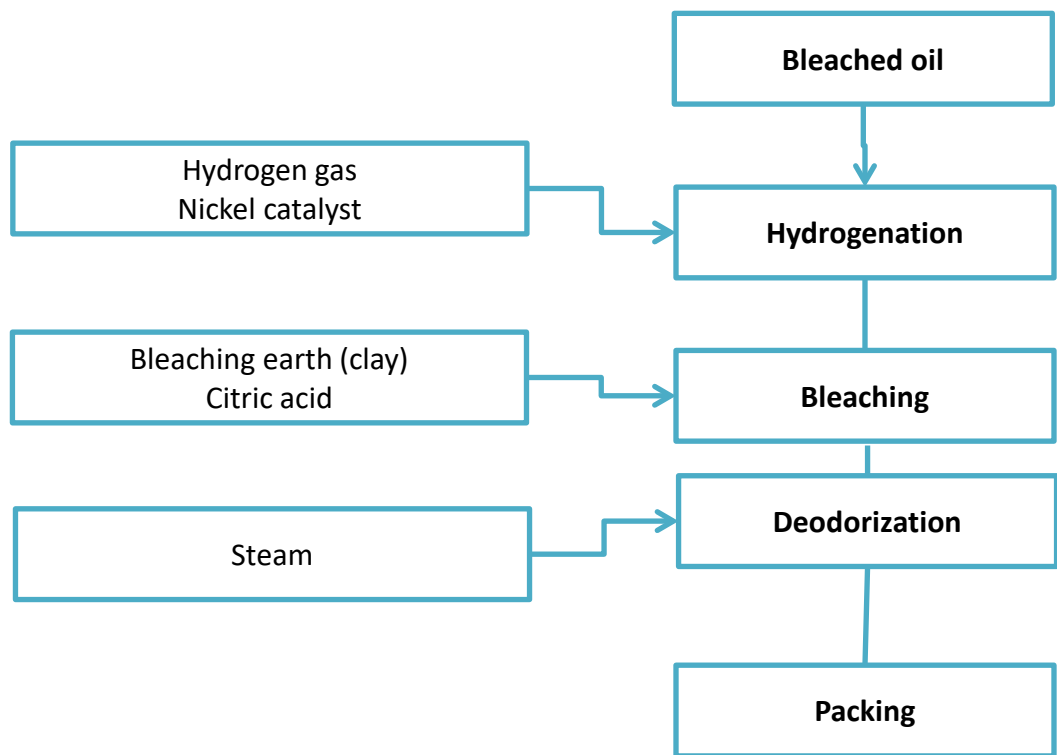 Bleached oil
Hydrogen gas
Nickel catalyst
Hydrogenation
Bleaching earth (clay)
Citric acid
Bleaching
Steam
Deodorization
Packing